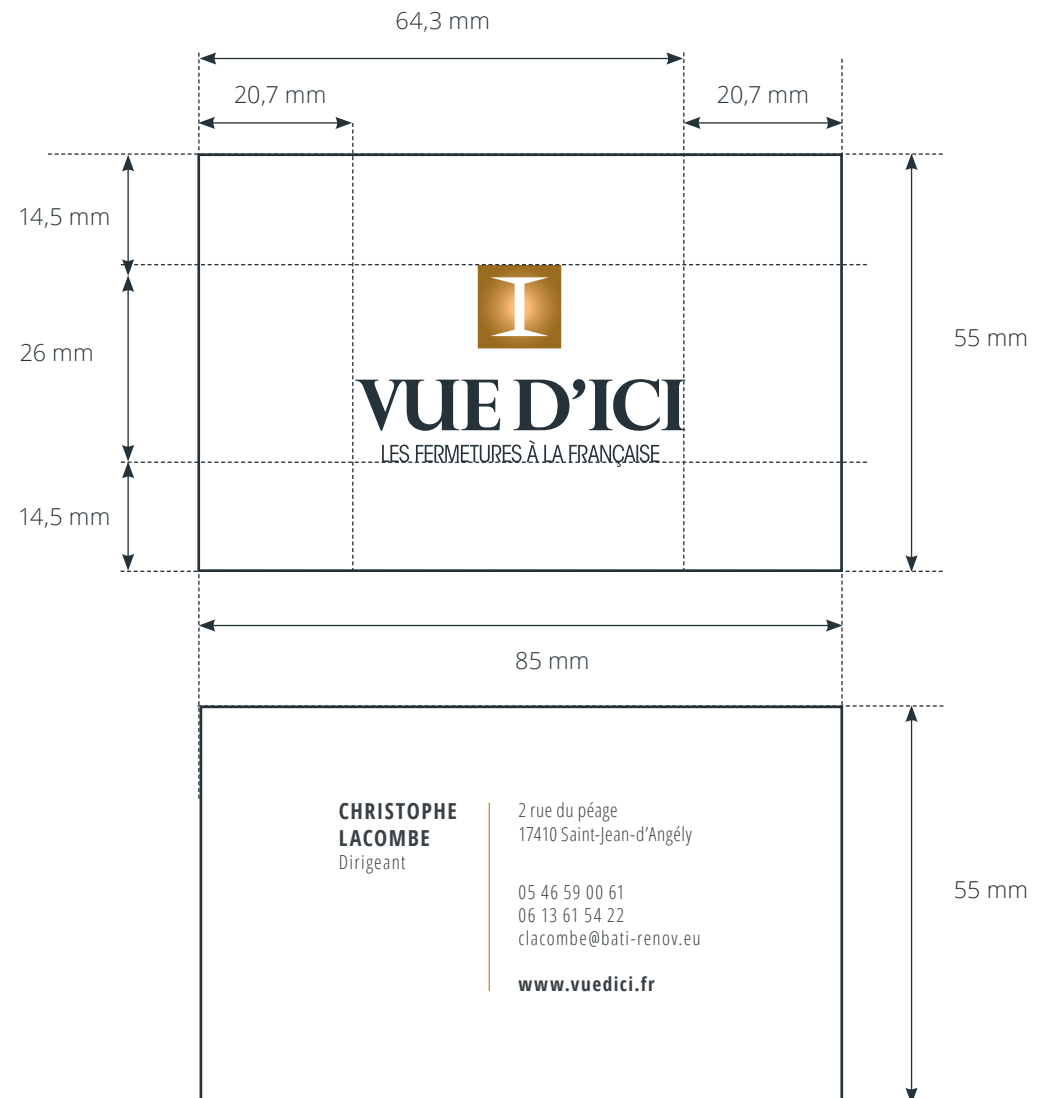 64,3 mm
20,7 mm
20,7 mm
14,5 mm
I
26 mm
55 mm
VUE D’ICI
LES FERMETURES À LA FRANÇAISE
14,5 mm
85 mm
CHRISTOPHE
LACOMBE
Dirigeant
2 rue du péage
17410 Saint-Jean-d’Angély
05 46 59 00 61
06 13 61 54 22
clacombe@bati-renov.eu
www.vuedici.fr
55 mm